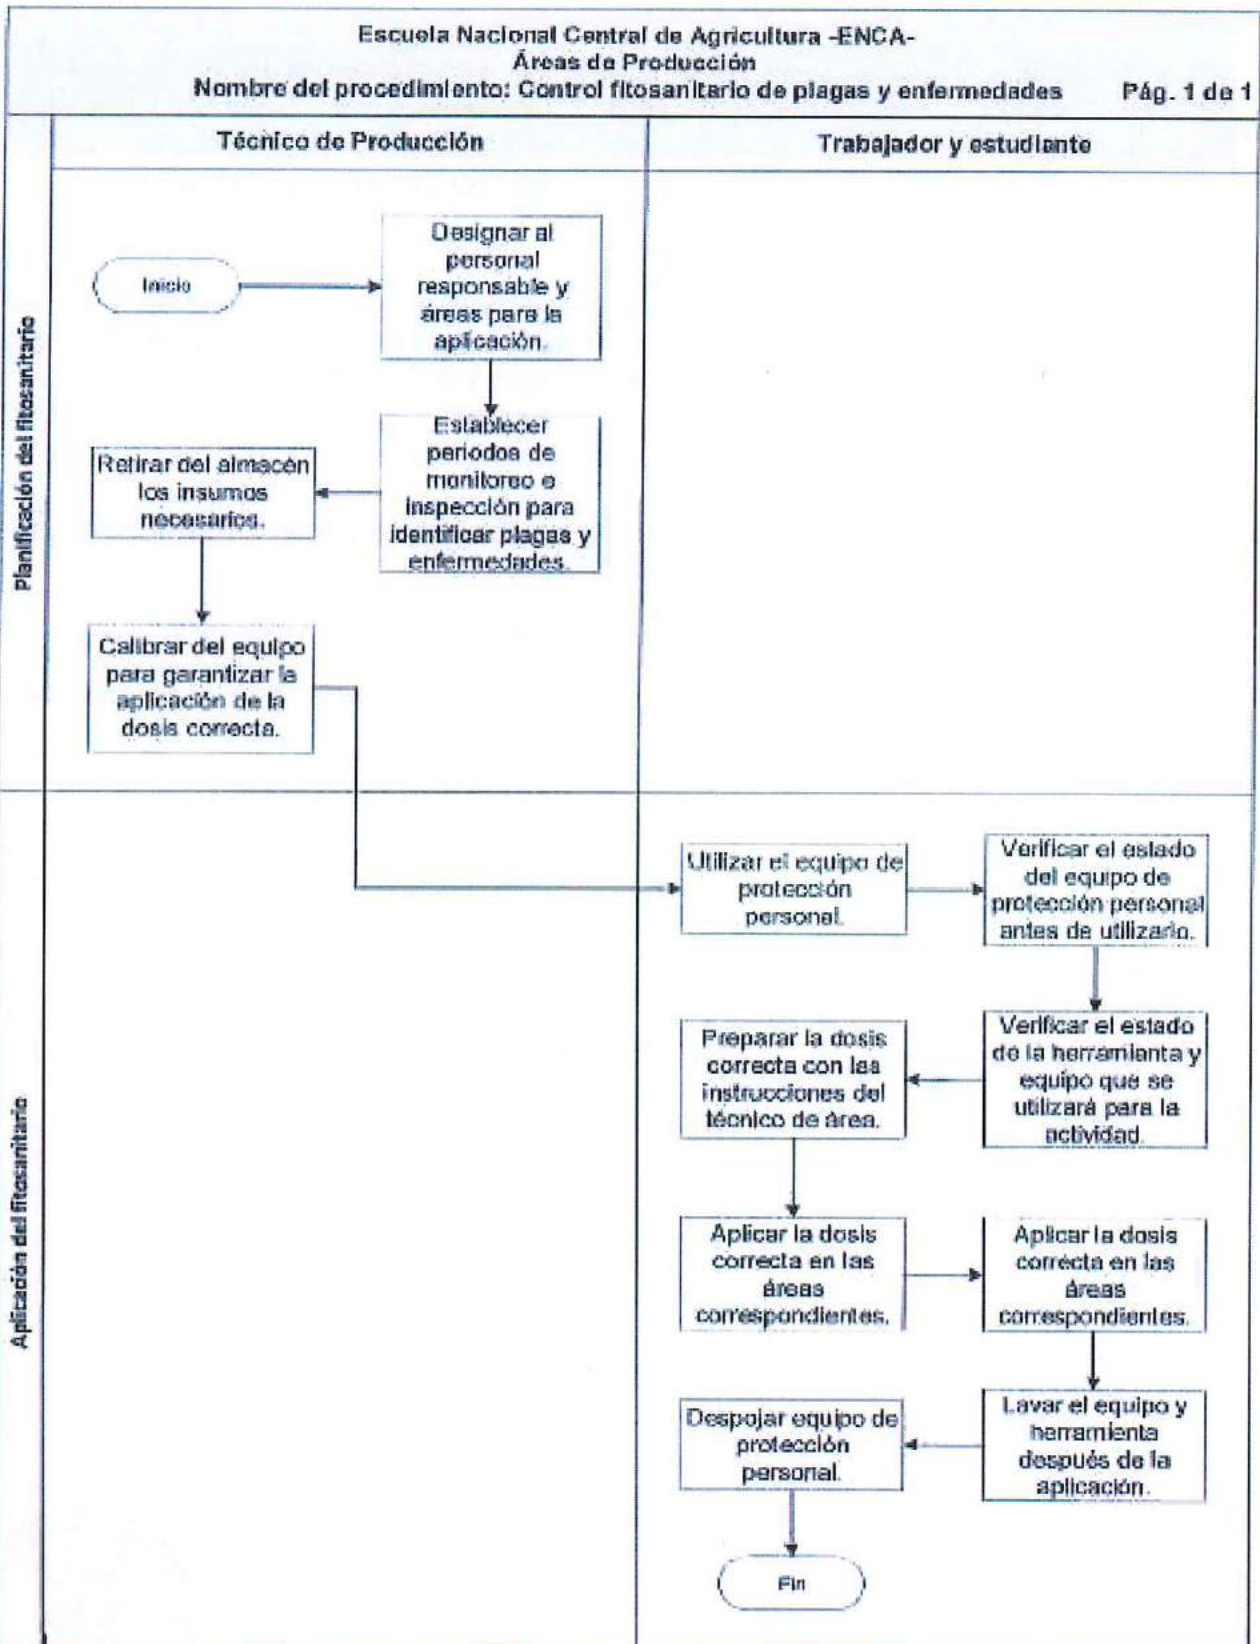 Escuela Nacional Central de Agricultura -ENCA-
Áreas de Producción
Nombre del procedimiento: Control fitosanitario de plagas y enfermedades Pág. 1 de 1
Técnico de Producción
Trabajador y estudiante
Planificación del fitosanitario
Inicio
Designar al
personal
responsable y
áreas para la
aplicación.
Establecer
periodos de
monitoreo e
inspección para
identificar plagas y
enfermedades.
Retirar del almacén
los insumos
necesarios.
Calibrar del equipo
para garantizar la
aplicación de la
dosis correcta.
Aplicación del fitosanitario
Utilizar el equipo de
protección
personal.
Verificar el estado
del equipo de
protección personal
antes de utilizarlo.
Verificar el estado
de la herramienta y
equipo que se
utilizará para la
actividad.
Preparar la dosis
correcta con las
instrucciones del
técnico de área.
Aplicar la dosis
correcta en las
áreas
correspondientes.
Aplicar la dosis
correcta en las
áreas
correspondientes.
Lavar el equipo y
herramienta
después de la
aplicación.
Despojar equipo de
protección
personal.
Fin